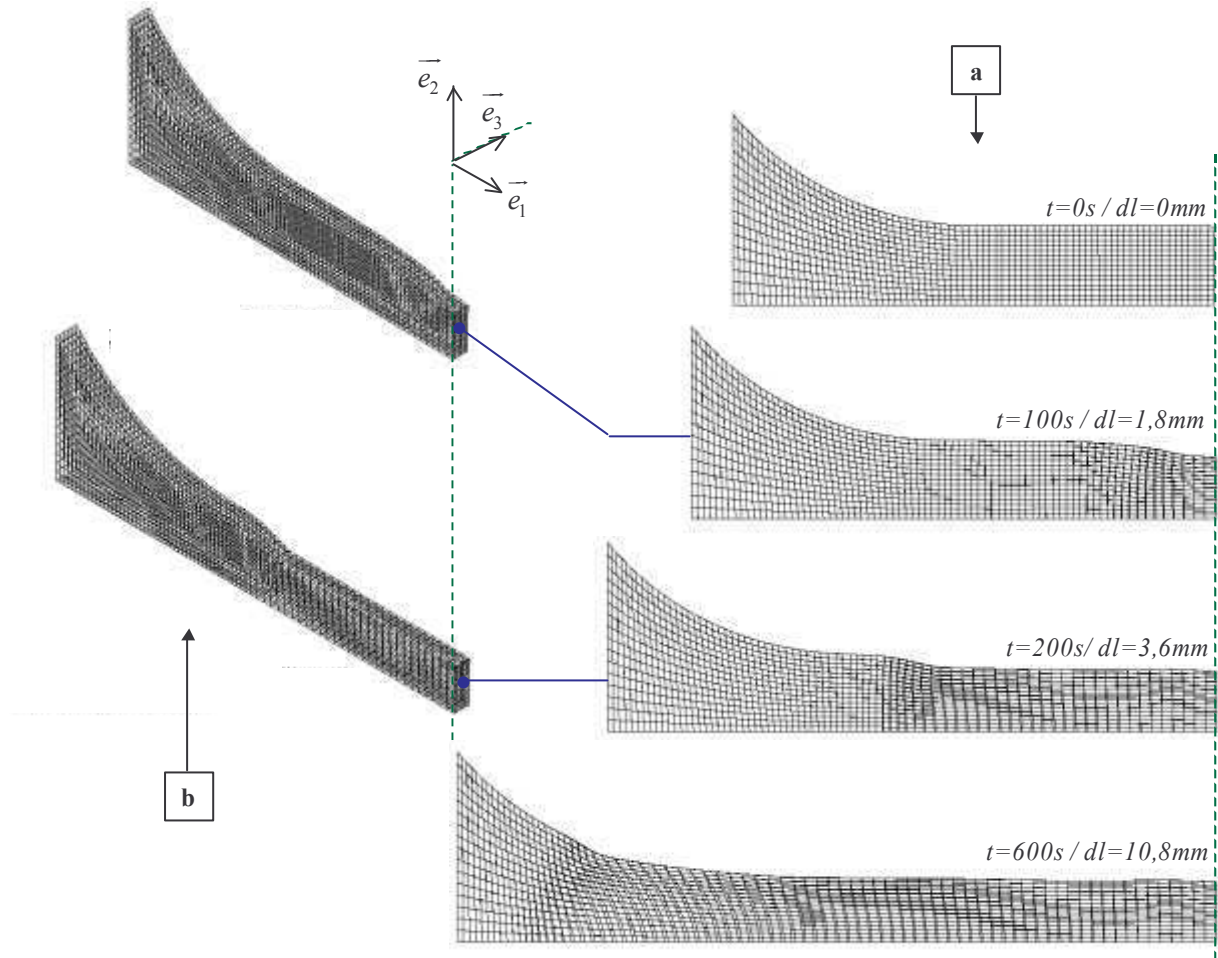 a
e2
e3
e1
t=0s / dl=0mm
t=100s / dl=1,8mm
t=200s/ dl=3,6mm
b
t=600s / dl=10,8mm